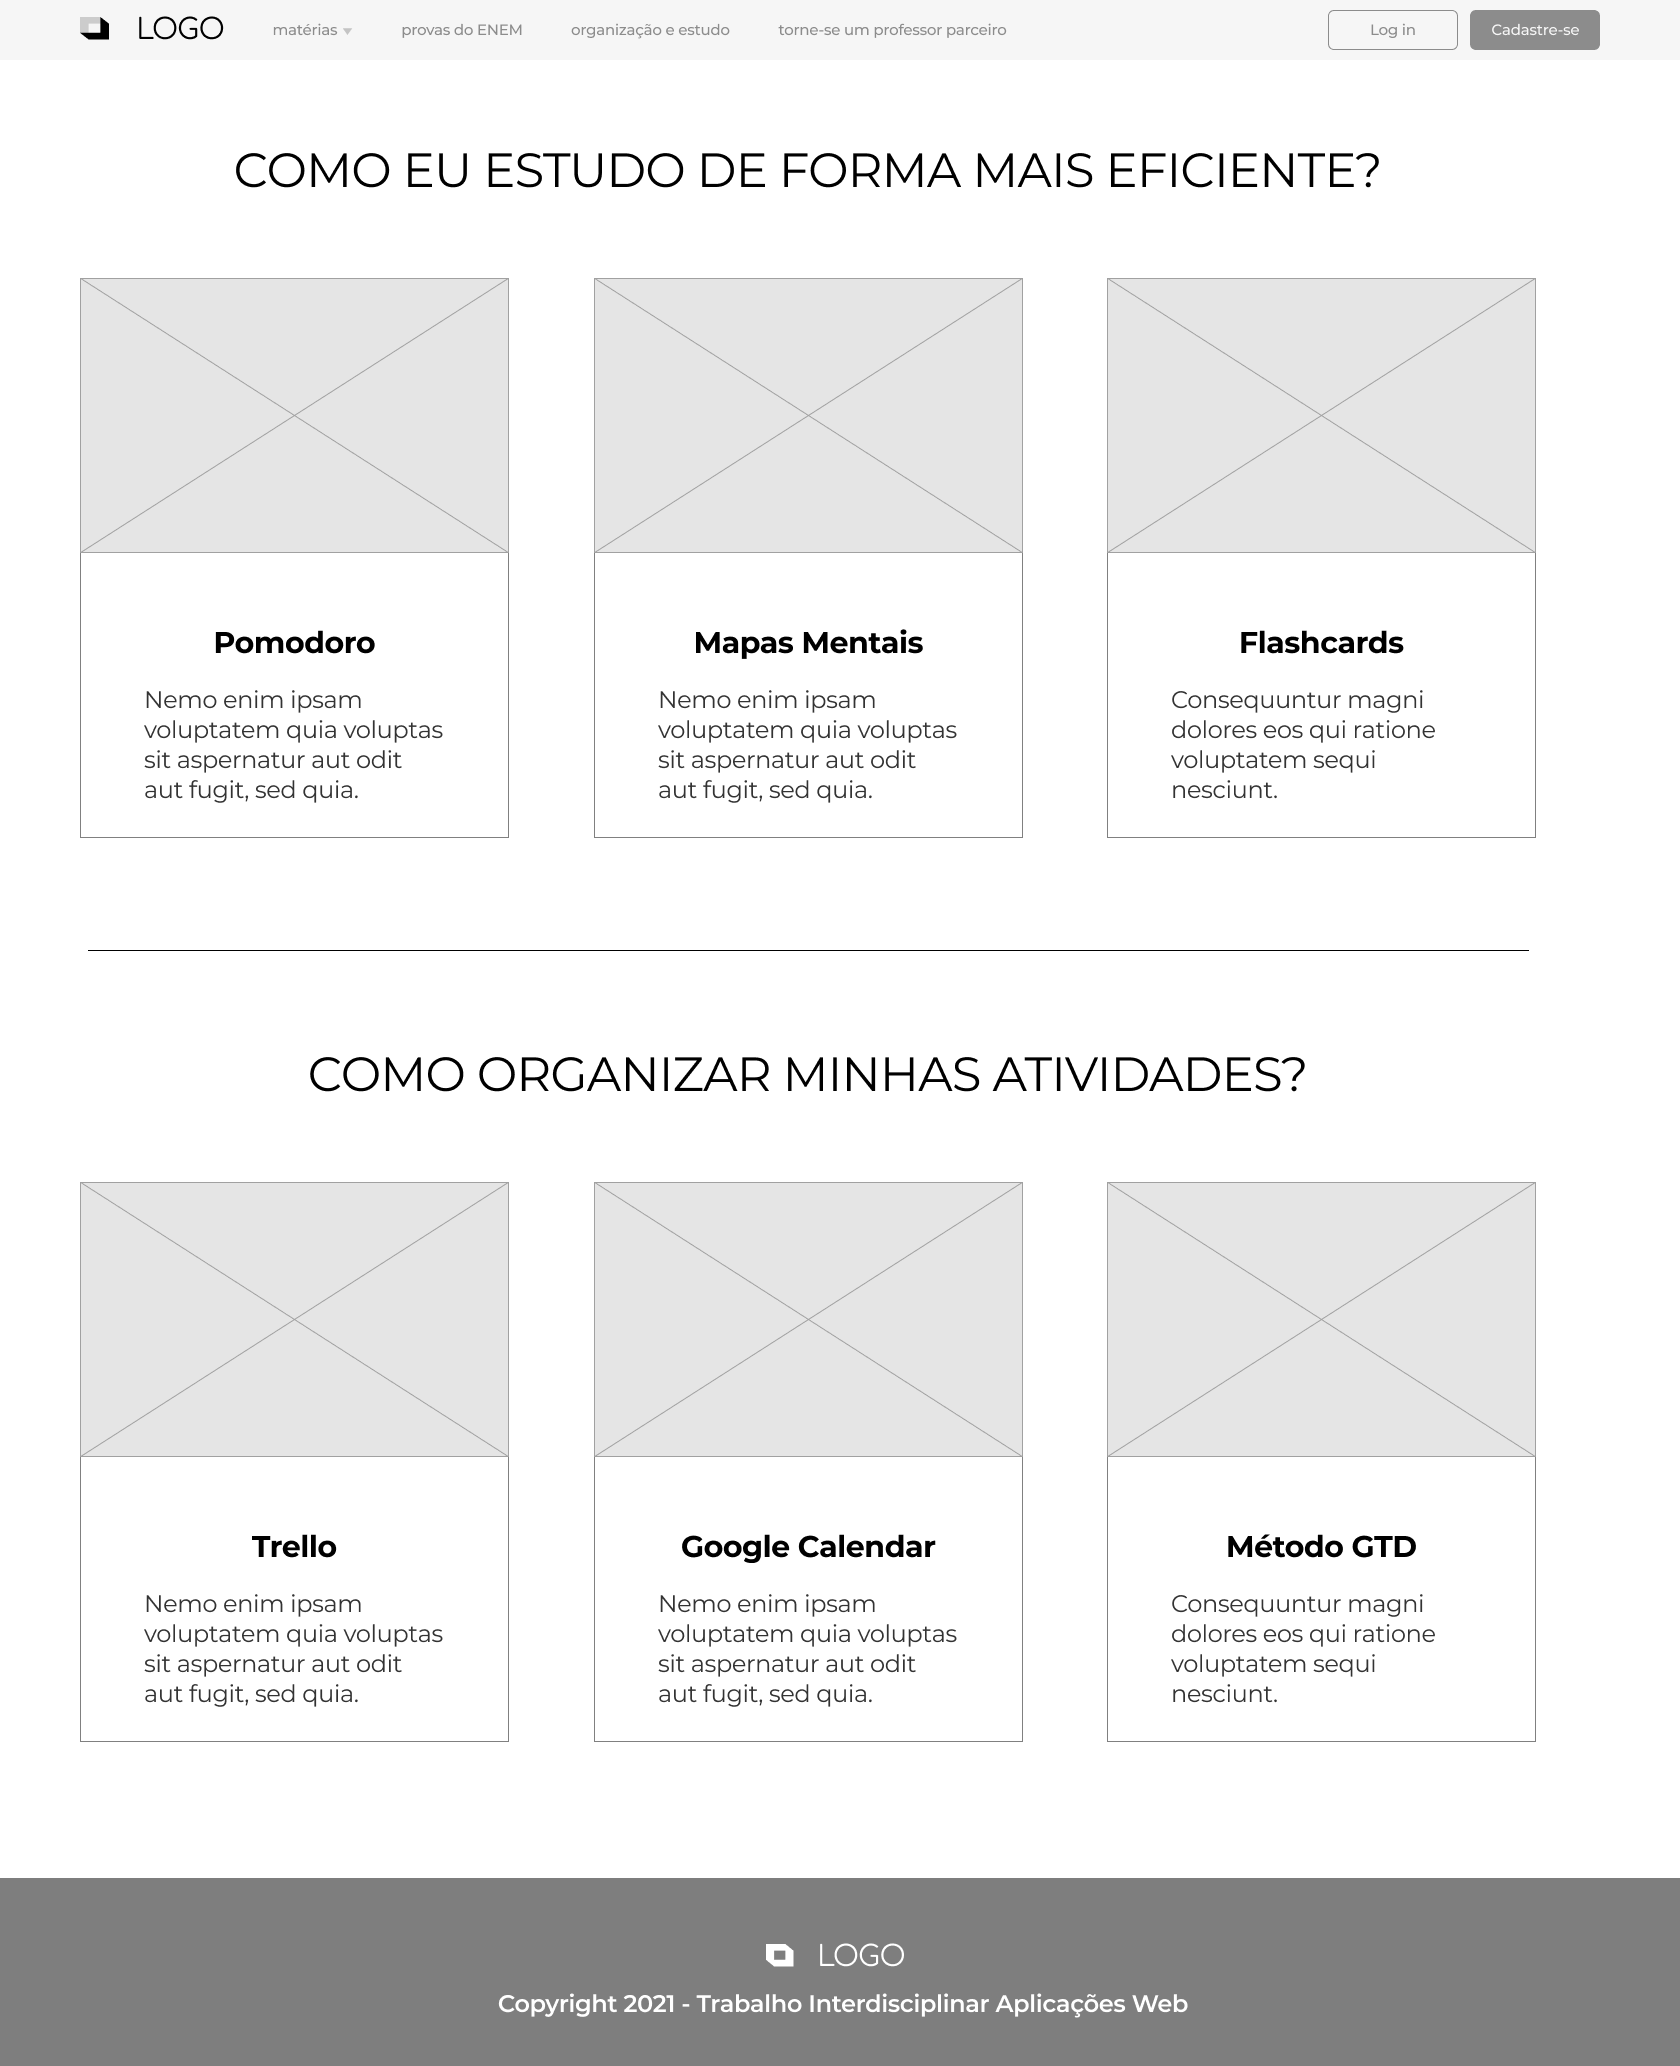 LOGO
matérias
provas do ENEM
organização e estudo
torne-se um professor parceiro
Log in
Cadastre-se
COMO EU ESTUDO DE FORMA MAIS EFICIENTE?
Pomodoro
Nemo enim ipsam
voluptatem quia voluptas
sit aspernatur aut odit
aut fugit, sed quia.
Mapas Mentais
Nemo enim ipsam
voluptatem quia voluptas
sit aspernatur aut odit
aut fugit, sed quia.
Flashcards
Consequuntur magni
dolores eos qui ratione
voluptatem sequi
nesciunt.
COMO ORGANIZAR MINHAS ATIVIDADES?
Trello
Nemo enim ipsam
voluptatem quia voluptas
sit aspernatur aut odit
aut fugit, sed quia.
Google Calendar
Nemo enim ipsam
voluptatem quia voluptas
sit aspernatur aut odit
aut fugit, sed quia.
Método GTD
Consequuntur magni
dolores eos qui ratione
voluptatem sequi
nesciunt.
LOGO
Copyright 2021 - Trabalho Interdisciplinar Aplicações Web